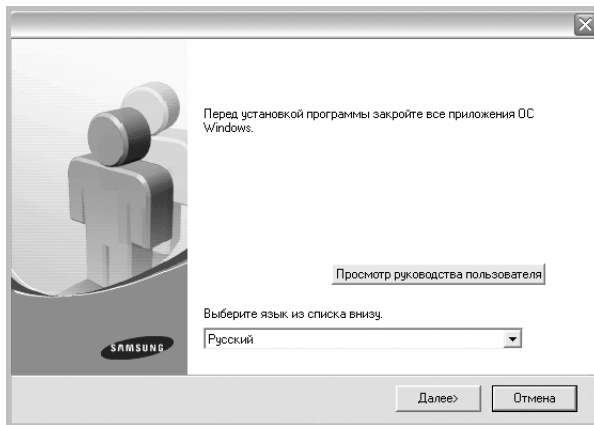 Перед установкой программы закройте все приложения ОС
Windows.
Просмотр руководства пользователя
Выберите язык из списка внизу.
Русский
SAMSUNG
Далее>
Отмена